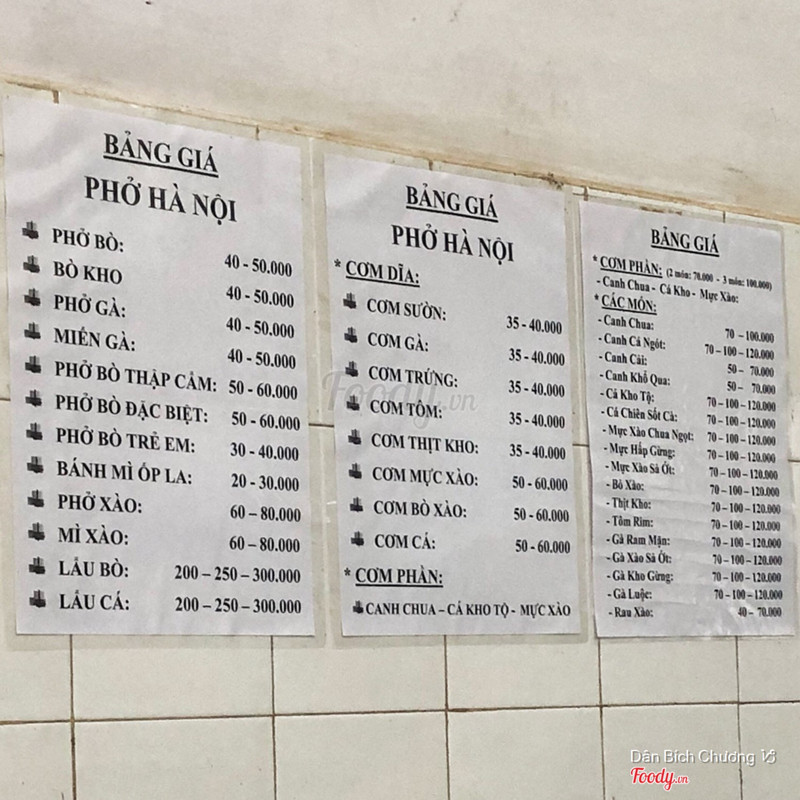 BẢNG GIÁ
PHỞ HÀ NỘI
PHỞ BÒ: 40 - 50.000
BÒ KHO 40 - 50.000
PHỞ GÀ: 40 - 50.000
MIẾN GÀ: 40 - 50.000
PHỞ BÒ THẬP CẨM: 50 - 60.000
PHỞ BÒ ĐẶC BIỆT: 50 - 60.000
PHỞ BÒ TRẺ EM: 30 - 40.000
BÁNH MÌ ỐP LA: 20 - 30.000
PHỞ XÀO: 60 – 80.000
MÌ XÀO: 60 – 80.000
LẨU BÒ: 200 – 250 – 300.000
LẨU CÁ: 200 – 250 – 300.000
BẢNG GIÁ
PHỞ HÀ NỘI
* CƠM DĨA:
CƠM SƯỜN: 35 - 40.000
CƠM GÀ: 35 - 40.000
CƠM TRỨNG: 35 - 40.000
CƠM TÔM: 35 - 40.000
CƠM THỊT KHO: 35 - 40.000
CƠM MỰC XÀO: 50 - 60.000
CƠM BÒ XÀO: 50 - 60.000
CƠM CÁ: 50 - 60.000
* CƠM PHẦN:
CANH CHUA – CÁ KHO TỘ - MỰC XÀO
BẢNG GIÁ
* CƠM PHẦN: (2 món: 70.000 - 3 món: 100.000)
- Canh Chua - Cá Kho - Mực Xào:
* CÁC MÓN:
- Canh Chua: 70 – 100.000
- Canh Cá Ngót: 70 – 100 – 120.000
- Canh Cải: 50 – 70.000
- Canh Khổ Qua: 50 – 70.000
- Cá Kho Tộ: 70 – 100 – 120.000
- Cá Chiên Sốt Cà: 70 – 100 – 120.000
- Mực Xào Chua Ngọt: 70 – 100 – 120.000
- Mực Hấp Gừng: 70 – 100 – 120.000
- Mực Xào Sả Ớt: 70 – 100 – 120.000
- Bò Xào: 70 – 100 – 120.000
- Thịt Kho: 70 – 100 – 120.000
- Tôm Rim: 70 – 100 – 120.000
- Gà Ram Mặn: 70 – 100 – 120.000
- Gà Xào Sả Ớt: 70 – 100 – 120.000
- Gà Kho Gừng: 70 – 100 – 120.000
- Gà Luộc: 70 – 100 – 120.000
- Rau Xào: 40 – 70.000
Foody.vn
Dân Bích Chương
Foody.vn